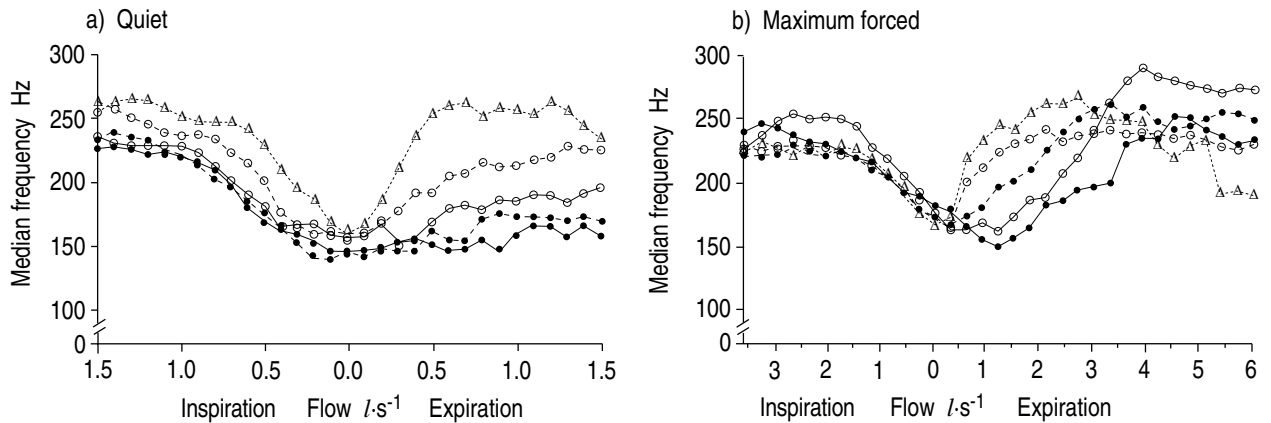 a) Quiet
300
250
200
150
100
0
Median frequency Hz
1.5 1.0 0.5 0.0 0.5 1.0 1.5
Inspiration Flow l·s-1 Expiration
b) Maximum forced
300
250
200
150
100
0
Median frequency Hz
3 2 1 0 1 2 3 4 5 6
Inspiration Flow l·s-1 Expiration